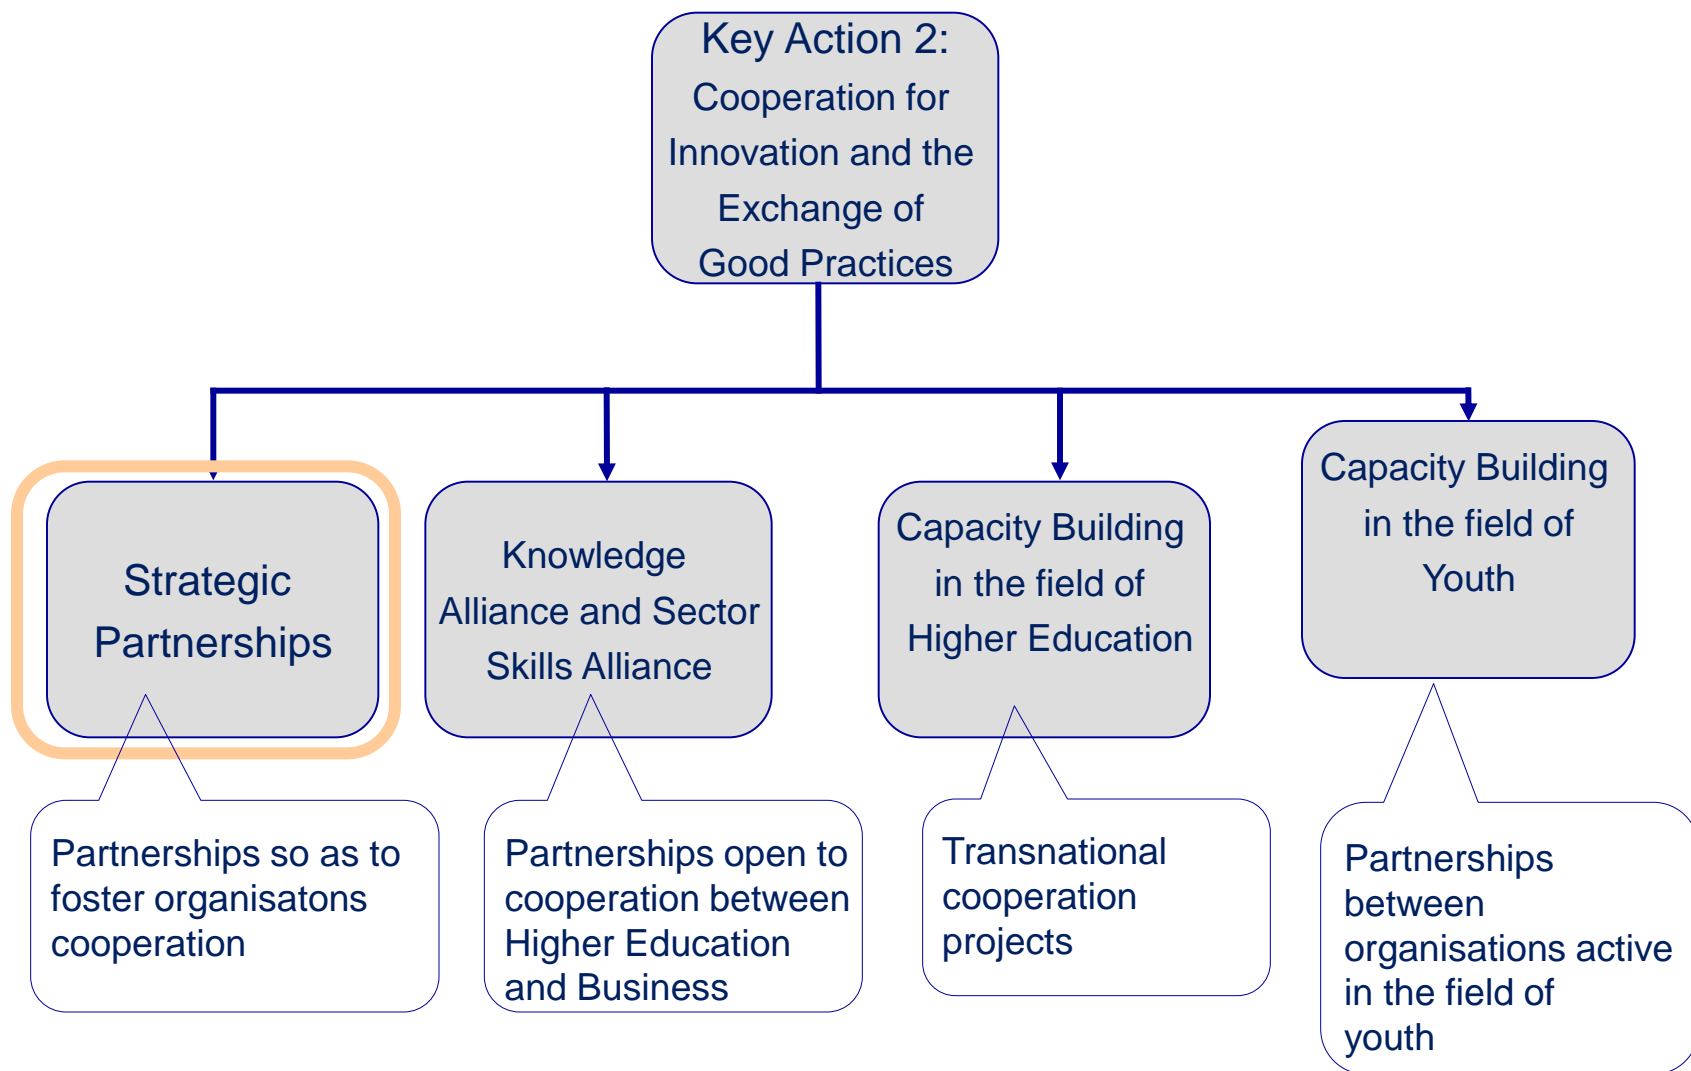 Key Action 2:
Cooperation for
Innovation and the
Exchange of
Good Practices
Strategic
Partnerships
Knowledge
Alliance and Sector
Skills Alliance
Capacity Building
in the field of
Higher Education
Capacity Building
in the field of
Youth
Partnerships so as to
foster organisatons
cooperation
Partnerships open to
cooperation between
Higher Education
and Business
Transnational
cooperation
projects
Partnerships
between
organisations active
in the field of
youth